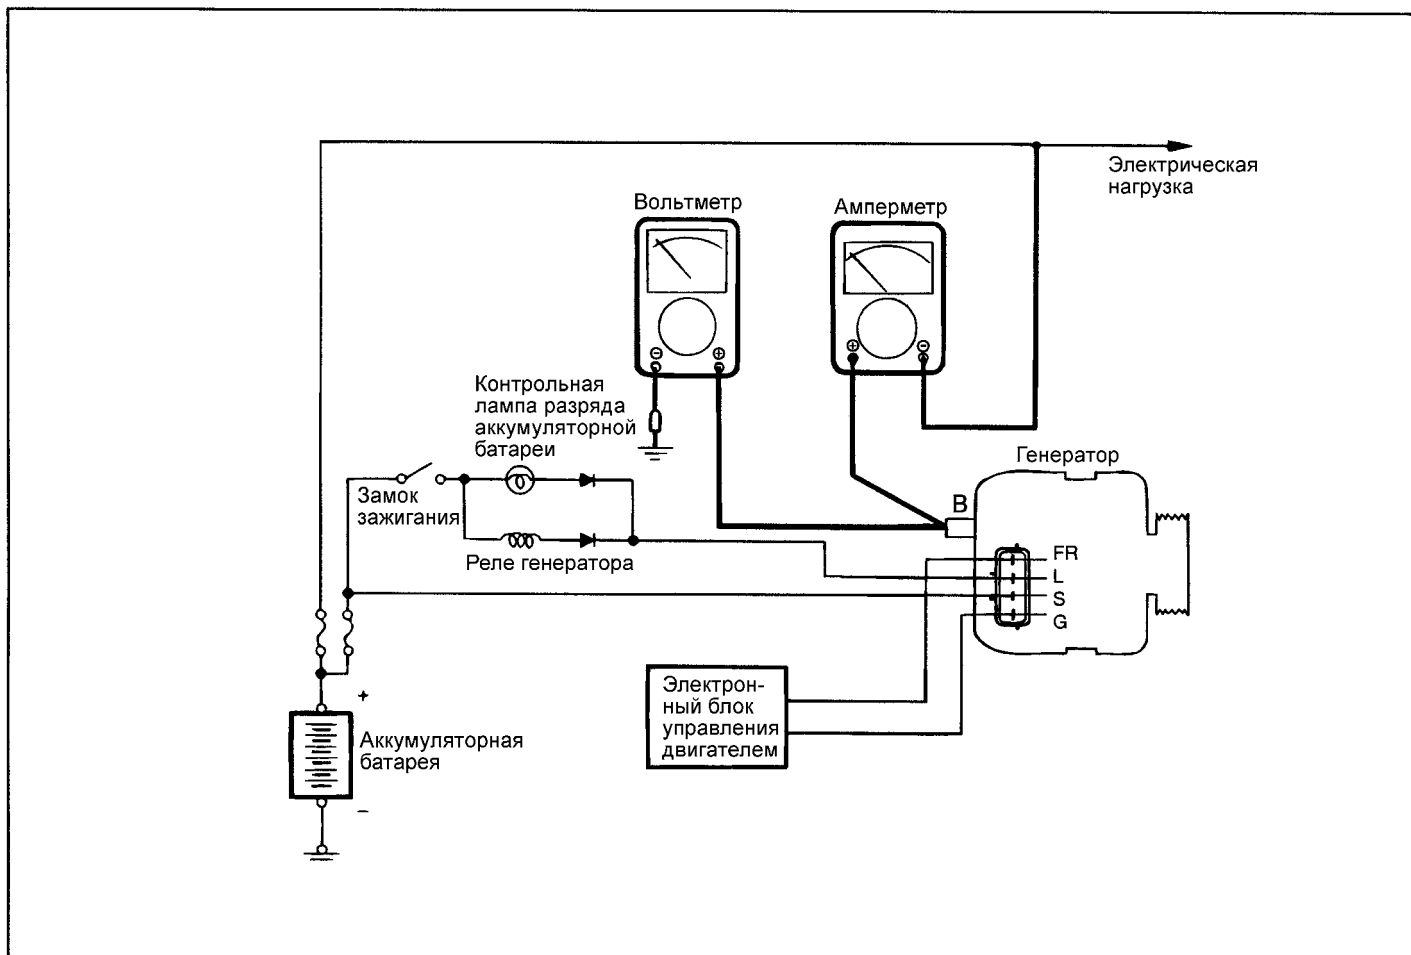 Электрическая
нагрузка
Вольтметр
Амперметр
Контрольная
лампа разряда
аккумуляторной
батареи
Генератор
Замок
зажигания
B
Реле генератора
FR
L
S
G
Электрон-
ный блок
управления
двигателем
+
Аккумуляторная
батарея
–